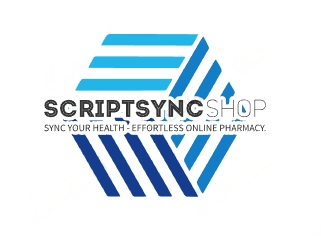 SCRIPTSYNCSHOP
SYNC YOUR HEALTH - EFFORTLESS ONLINE PHARMACY.